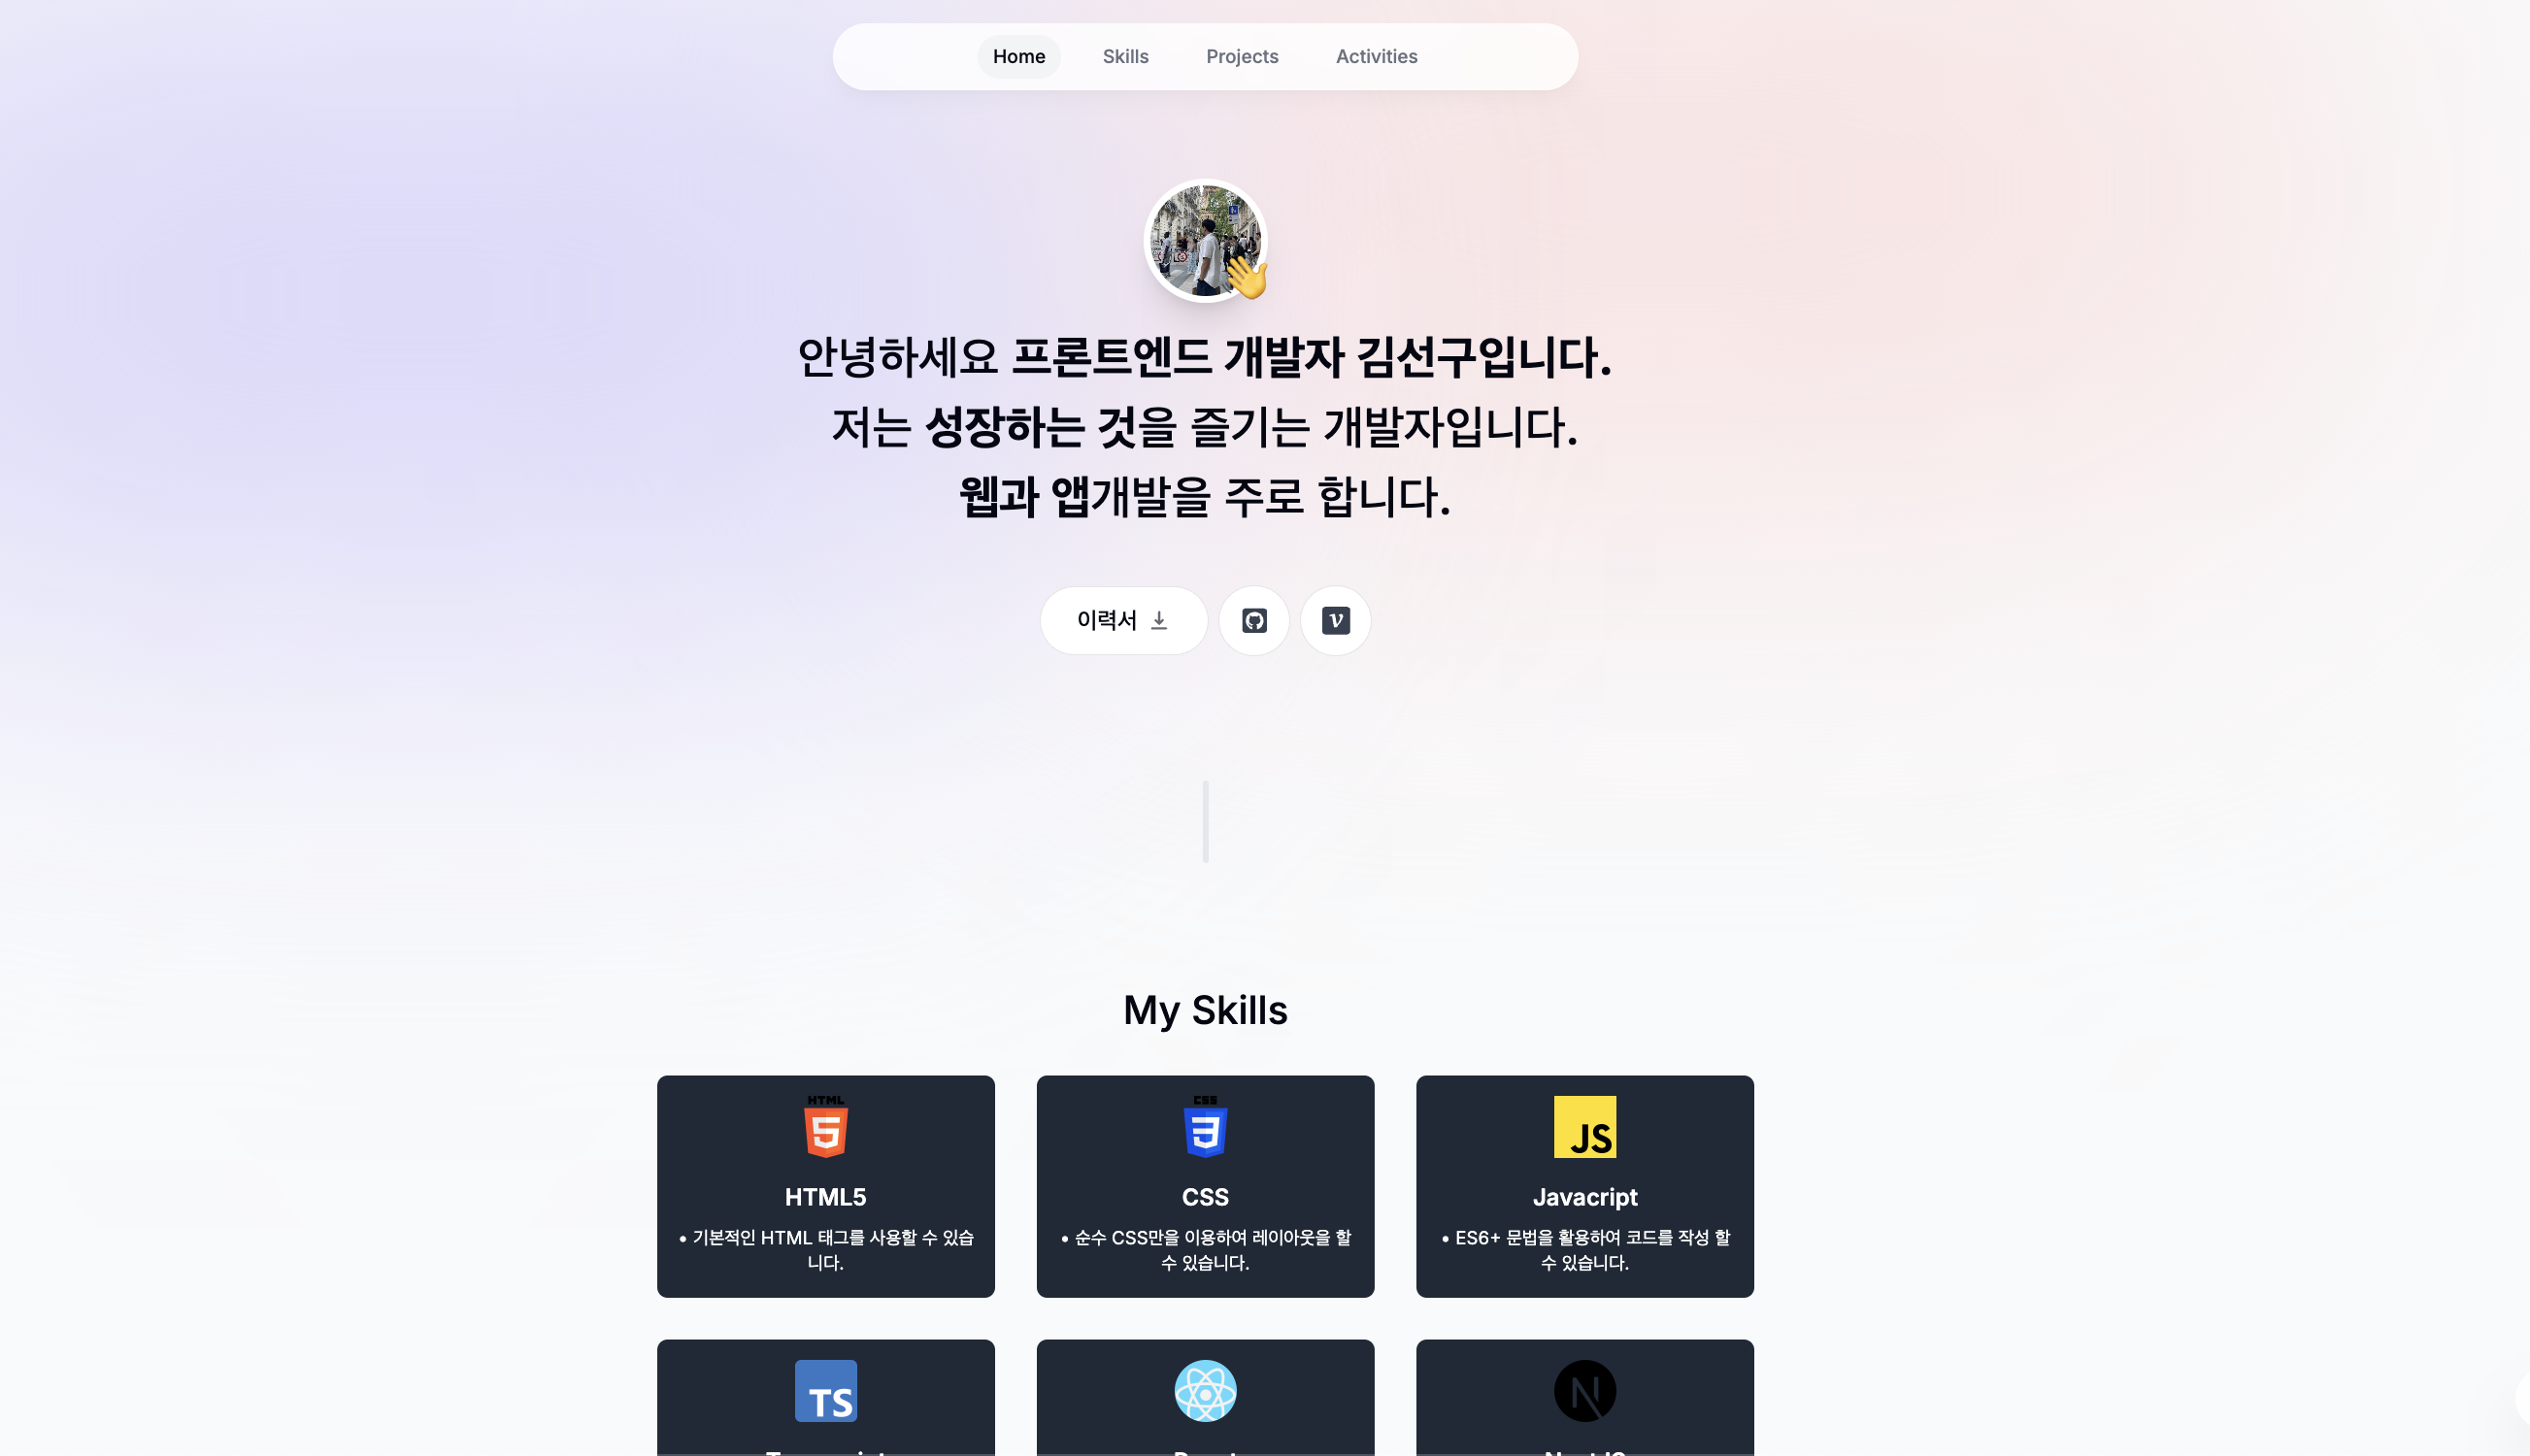 Home Skills Projects Activities
안녕하세요 프론트엔드 개발자 김선구입니다.
저는 성장하는 것을 즐기는 개발자입니다.
웹과 앱개발을 주로 합니다.
이력서
My Skills
HTML
5
CSS
3
JS
HTML5
CSS
Javacript
• 기본적인 HTML 태그를 사용할 수 있습
니다.
• 순수 CSS만을 이용하여 레이아웃을 할
수 있습니다.
• ES6+ 문법을 활용하여 코드를 작성 할
수 있습니다.
TS
N